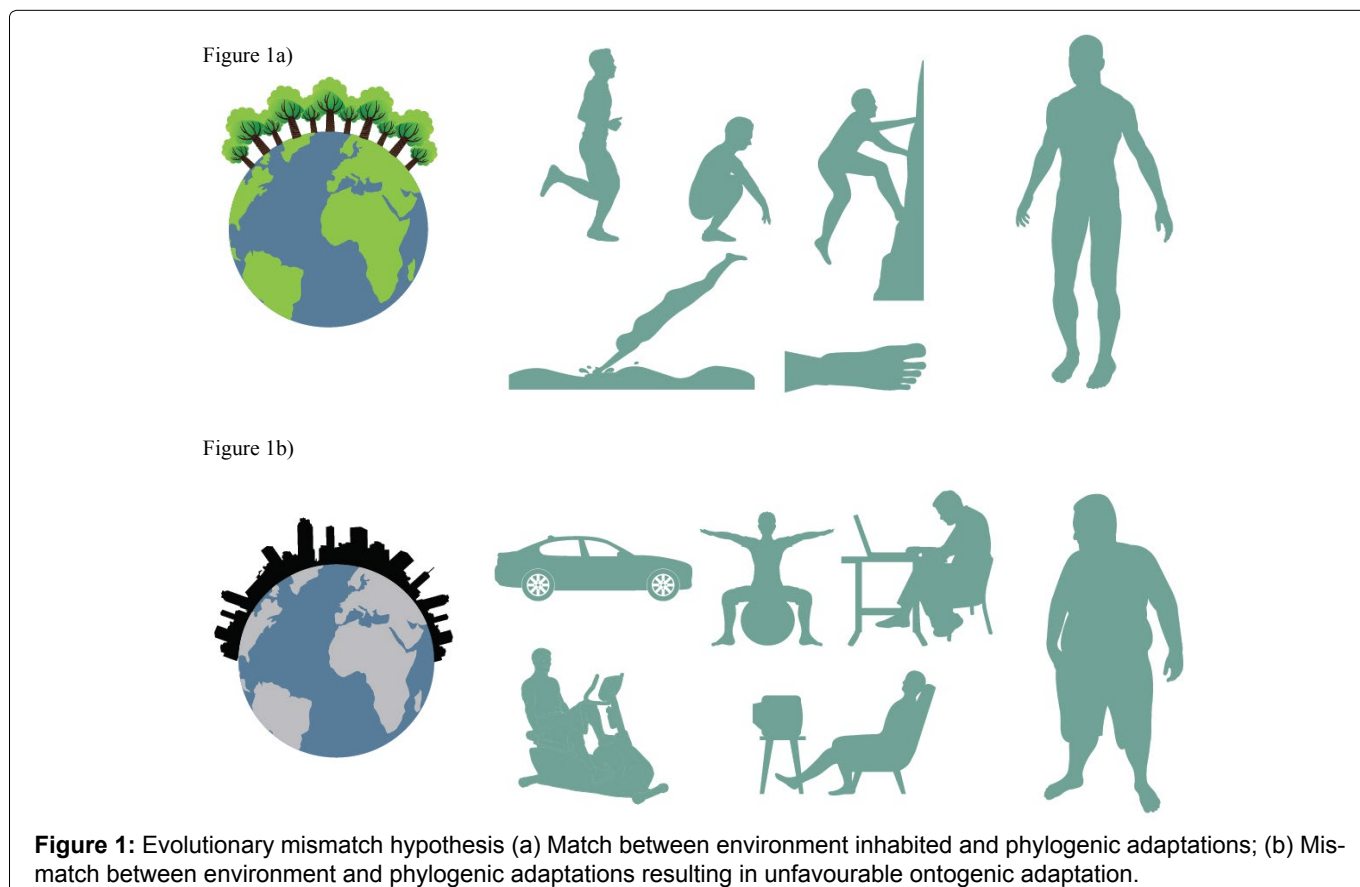 Figure 1a)
Figure 1b)
Figure 1: Evolutionary mismatch hypothesis (a) Match between environment inhabited and phylogenic adaptations; (b) Mis-
match between environment and phylogenic adaptations resulting in unfavourable ontogenic adaptation.